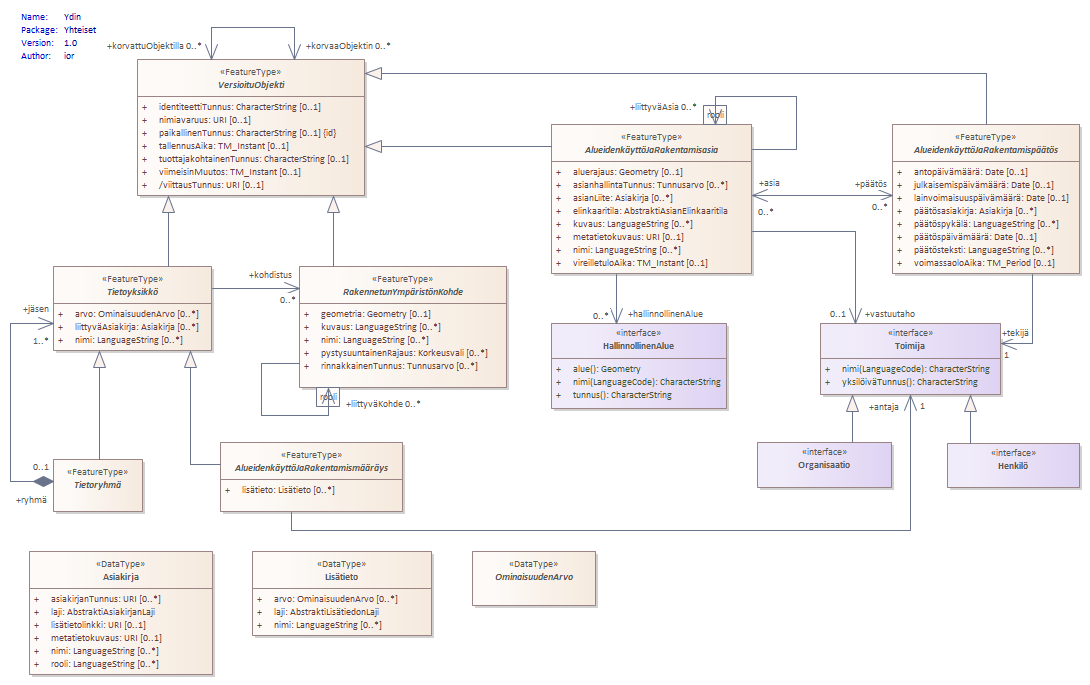 Name: Ydin
Package: Yhteiset
Version: 1.0
Author: ior
+korvattuObjektilla 0..*
+korvaaObjektin 0..*
«FeatureType»
VersioituObjekti
+ identiteettiTunnus: CharacterString [0..1]
+ nimiavaruus: URI [0..1]
+ paikallinenTunnus: CharacterString [0..1] {id}
+ tallennusAika: TM_Instant [0..1]
+ tuottajakohtainenTunnus: CharacterString [0..1]
+ viimeisinMuutos: TM_Instant [0..1]
+ /viittausTunnus: URI [0..1]
+liittyväAsia 0..*
rooli
«FeatureType»
AlueidenkäyttöJaRakentamisasia
+ aluerajaus: Geometry [0..1]
+ asianhallintaTunnus: Tunnusarvo [0..*]
+ asianLiite: Asiakirja [0..*]
+ elinkaaritila: AbstraktiAsianElinkaaritila
+ kuvaus: LanguageString [0..*]
+ metatietokuvaus: URI [0..1]
+ nimi: LanguageString [0..*]
+ vireilletuloAika: TM_Instant [0..1]
+asia
0..*
+päätös
0..*
«FeatureType»
AlueidenkäyttöJaRakentamispäätös
+ antopäivämäärä: Date [0..1]
+ julkaisemispäivämäärä: Date [0..1]
+ lainvoimaisuuspäivämäärä: Date [0..1]
+ päätösasiakirja: Asiakirja [0..*]
+ päätöspykälä: LanguageString [0..*]
+ päätöspäivämäärä: Date [0..1]
+ päätösteksti: LanguageString [0..*]
+ voimassaoloAika: TM_Period [0..1]
«FeatureType»
Tietoyksikkö
+ arvo: OminaisuudenArvo [0..*]
+ liittyväAsiakirja: Asiakirja [0..*]
+ nimi: LanguageString [0..*]
+kohdistus
0..*
+jäsen
1..*
«FeatureType»
RakennetunYmpäristönKohde
+ geometria: Geometry [0..1]
+ kuvaus: LanguageString [0..*]
+ nimi: LanguageString [0..*]
+ pystysuuntainenRajaus: Korkeusvali [0..*]
+ rinnakkainenTunnus: Tunnusarvo [0..*]
rooli
+liittyväKohde 0..*
0..*
+hallinnollinenAlue
«interface»
HallinnollinenAlue
+ alue(): Geometry
+ nimi(LanguageCode): CharacterString
+ tunnus(): CharacterString
0..1
+vastuutaho
+tekijä
1
«interface»
Toimija
+ nimi(LanguageCode): CharacterString
+ yksilöiväTunnus(): CharacterString
+antaja
1
«interface»
Organisaatio
«interface»
Henkilö
0..1
+ryhmä
«FeatureType»
Tietoryhmä
«FeatureType»
AlueidenkäyttöJaRakentamismääräys
+ lisätieto: Lisätieto [0..*]
«DataType»
Asiakirja
+ asiakirjanTunnus: URI [0..*]
+ laji: AbstraktiAsiakirjanLaji
+ lisätietolinkki: URI [0..1]
+ metatietokuvaus: URI [0..1]
+ nimi: LanguageString [0..*]
+ rooli: LanguageString [0..*]
«DataType»
Lisätieto
+ arvo: OminaisuudenArvo [0..*]
+ laji: AbstraktiLisätiedonLaji
+ nimi: LanguageString [0..*]
«DataType»
OminaisuudenArvo